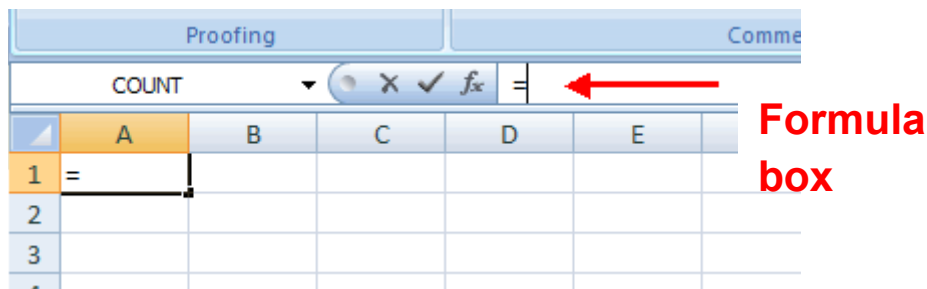 Proofing Comme
COUNT fx =
Formula
box
A B C D E
1 =
2
3